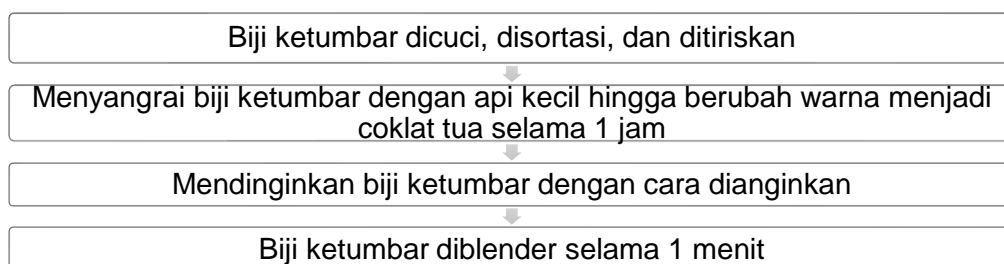 Biji ketumbar dicuci, disortasi, dan ditiriskan
Menyangrai biji ketumbar dengan api kecil hingga berubah warna menjadi
coklat tua selama 1 jam
Mendinginkan biji ketumbar dengan cara dianginkan
Biji ketumbar diblender selama 1 menit